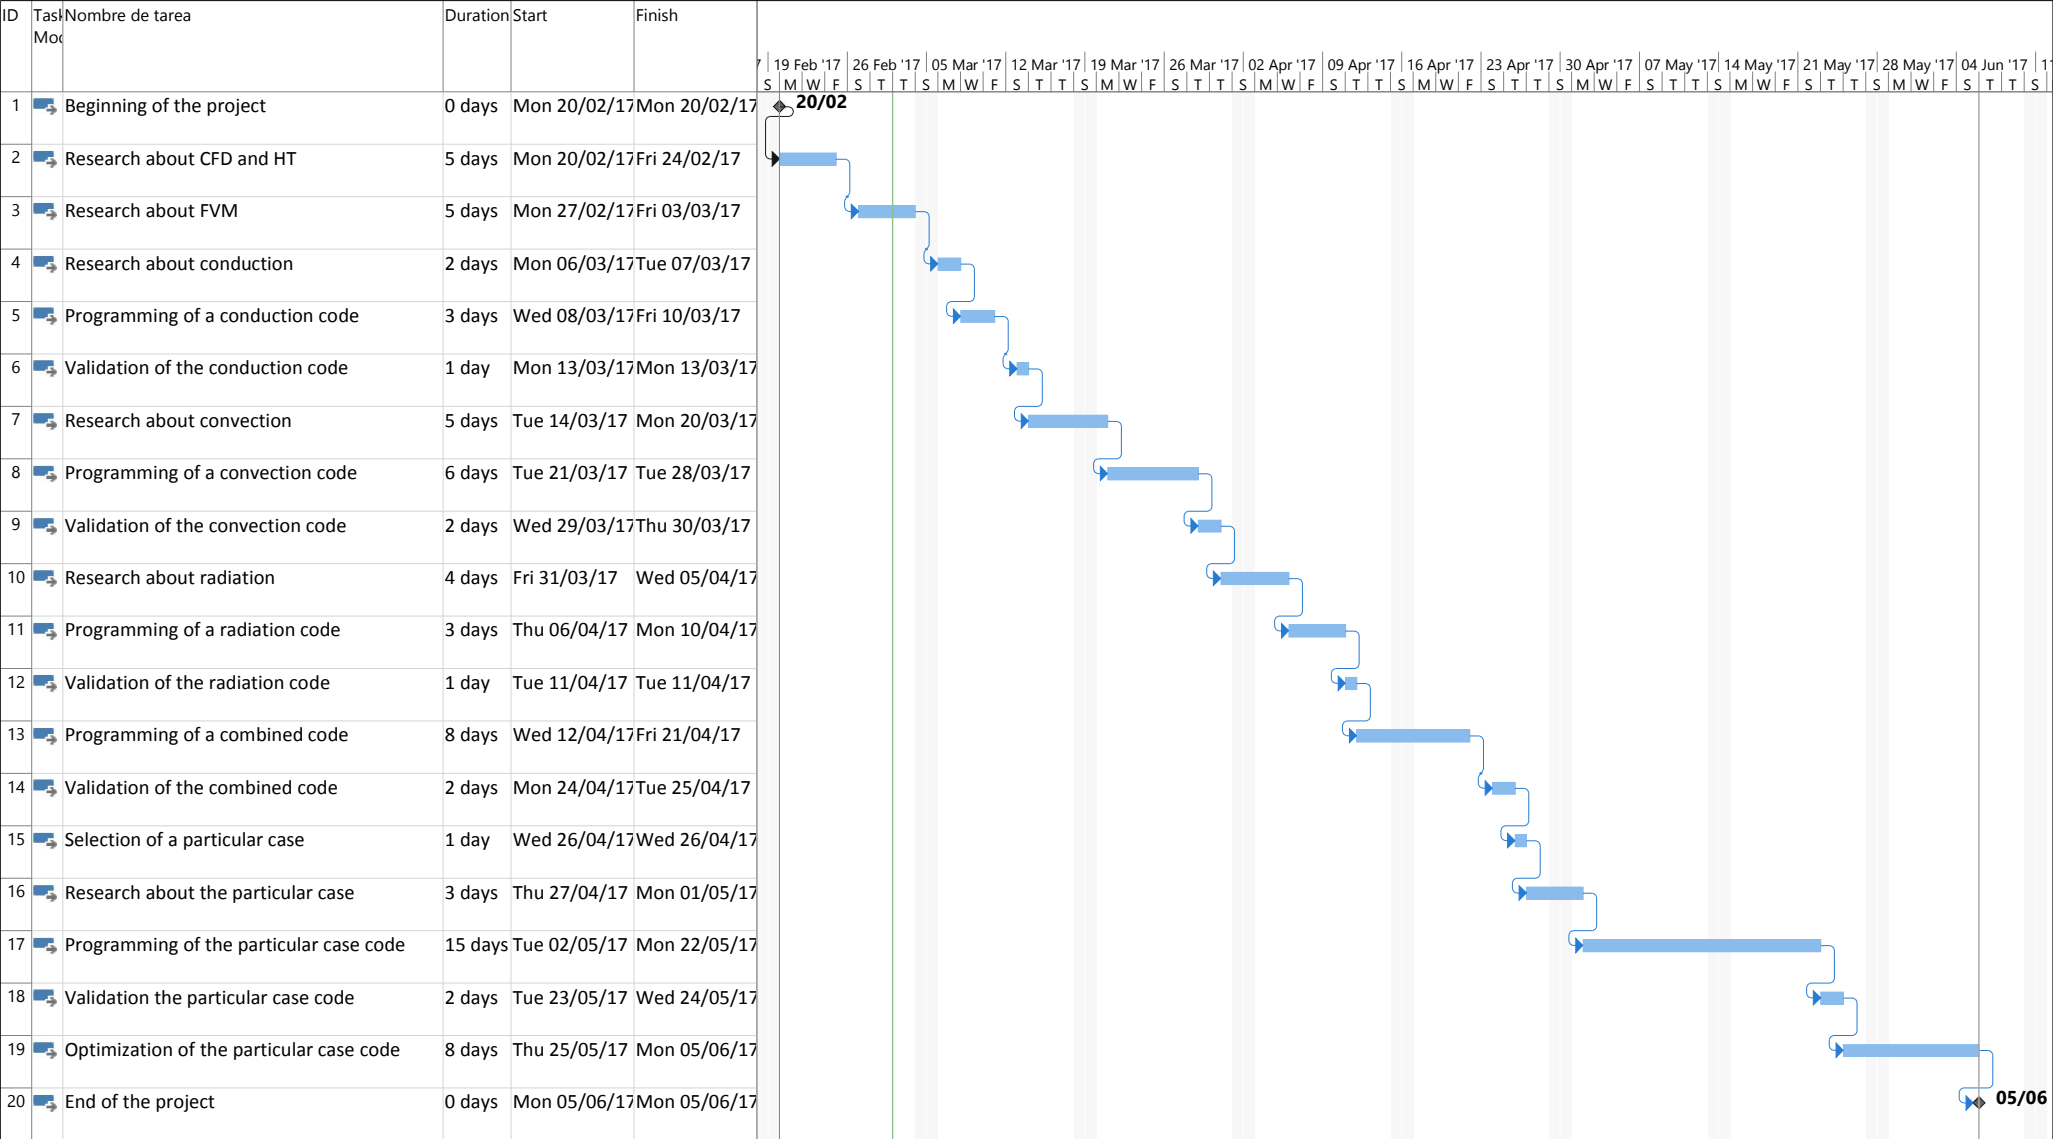 ID Task Nombre de tarea Duration Start Finish
Mod
7 19 Feb '17 26 Feb '17 05 Mar '17 12 Mar '17 19 Mar '17 26 Mar '17 02 Apr '17 09 Apr '17 16 Apr '17 23 Apr '17 30 Apr '17 07 May '17 14 May '17 21 May '17 28 May '17 04 Jun '17 11
S M W F S T T S M W F S T T S M W F S T T S M W F S T T S M W F S T T S M W F S T T S M W F S T T S M W F S T T S
1 Beginning of the project 0 days Mon 20/02/17 Mon 20/02/17 20/02
2 Research about CFD and HT 5 days Mon 20/02/17 Fri 24/02/17
3 Research about FVM 5 days Mon 27/02/17 Fri 03/03/17
4 Research about conduction 2 days Mon 06/03/17 Tue 07/03/17
5 Programming of a conduction code 3 days Wed 08/03/17 Fri 10/03/17
6 Validation of the conduction code 1 day Mon 13/03/17 Mon 13/03/17
7 Research about convection 5 days Tue 14/03/17 Mon 20/03/17
8 Programming of a convection code 6 days Tue 21/03/17 Tue 28/03/17
9 Validation of the convection code 2 days Wed 29/03/17 Thu 30/03/17
10 Research about radiation 4 days Fri 31/03/17 Wed 05/04/17
11 Programming of a radiation code 3 days Thu 06/04/17 Mon 10/04/17
12 Validation of the radiation code 1 day Tue 11/04/17 Tue 11/04/17
13 Programming of a combined code 8 days Wed 12/04/17 Fri 21/04/17
14 Validation of the combined code 2 days Mon 24/04/17 Tue 25/04/17
15 Selection of a particular case 1 day Wed 26/04/17 Wed 26/04/17
16 Research about the particular case 3 days Thu 27/04/17 Mon 01/05/17
17 Programming of the particular case code 15 days Tue 02/05/17 Mon 22/05/17
18 Validation the particular case code 2 days Tue 23/05/17 Wed 24/05/17
19 Optimization of the particular case code 8 days Thu 25/05/17 Mon 05/06/17
20 End of the project 0 days Mon 05/06/17 Mon 05/06/17 05/06